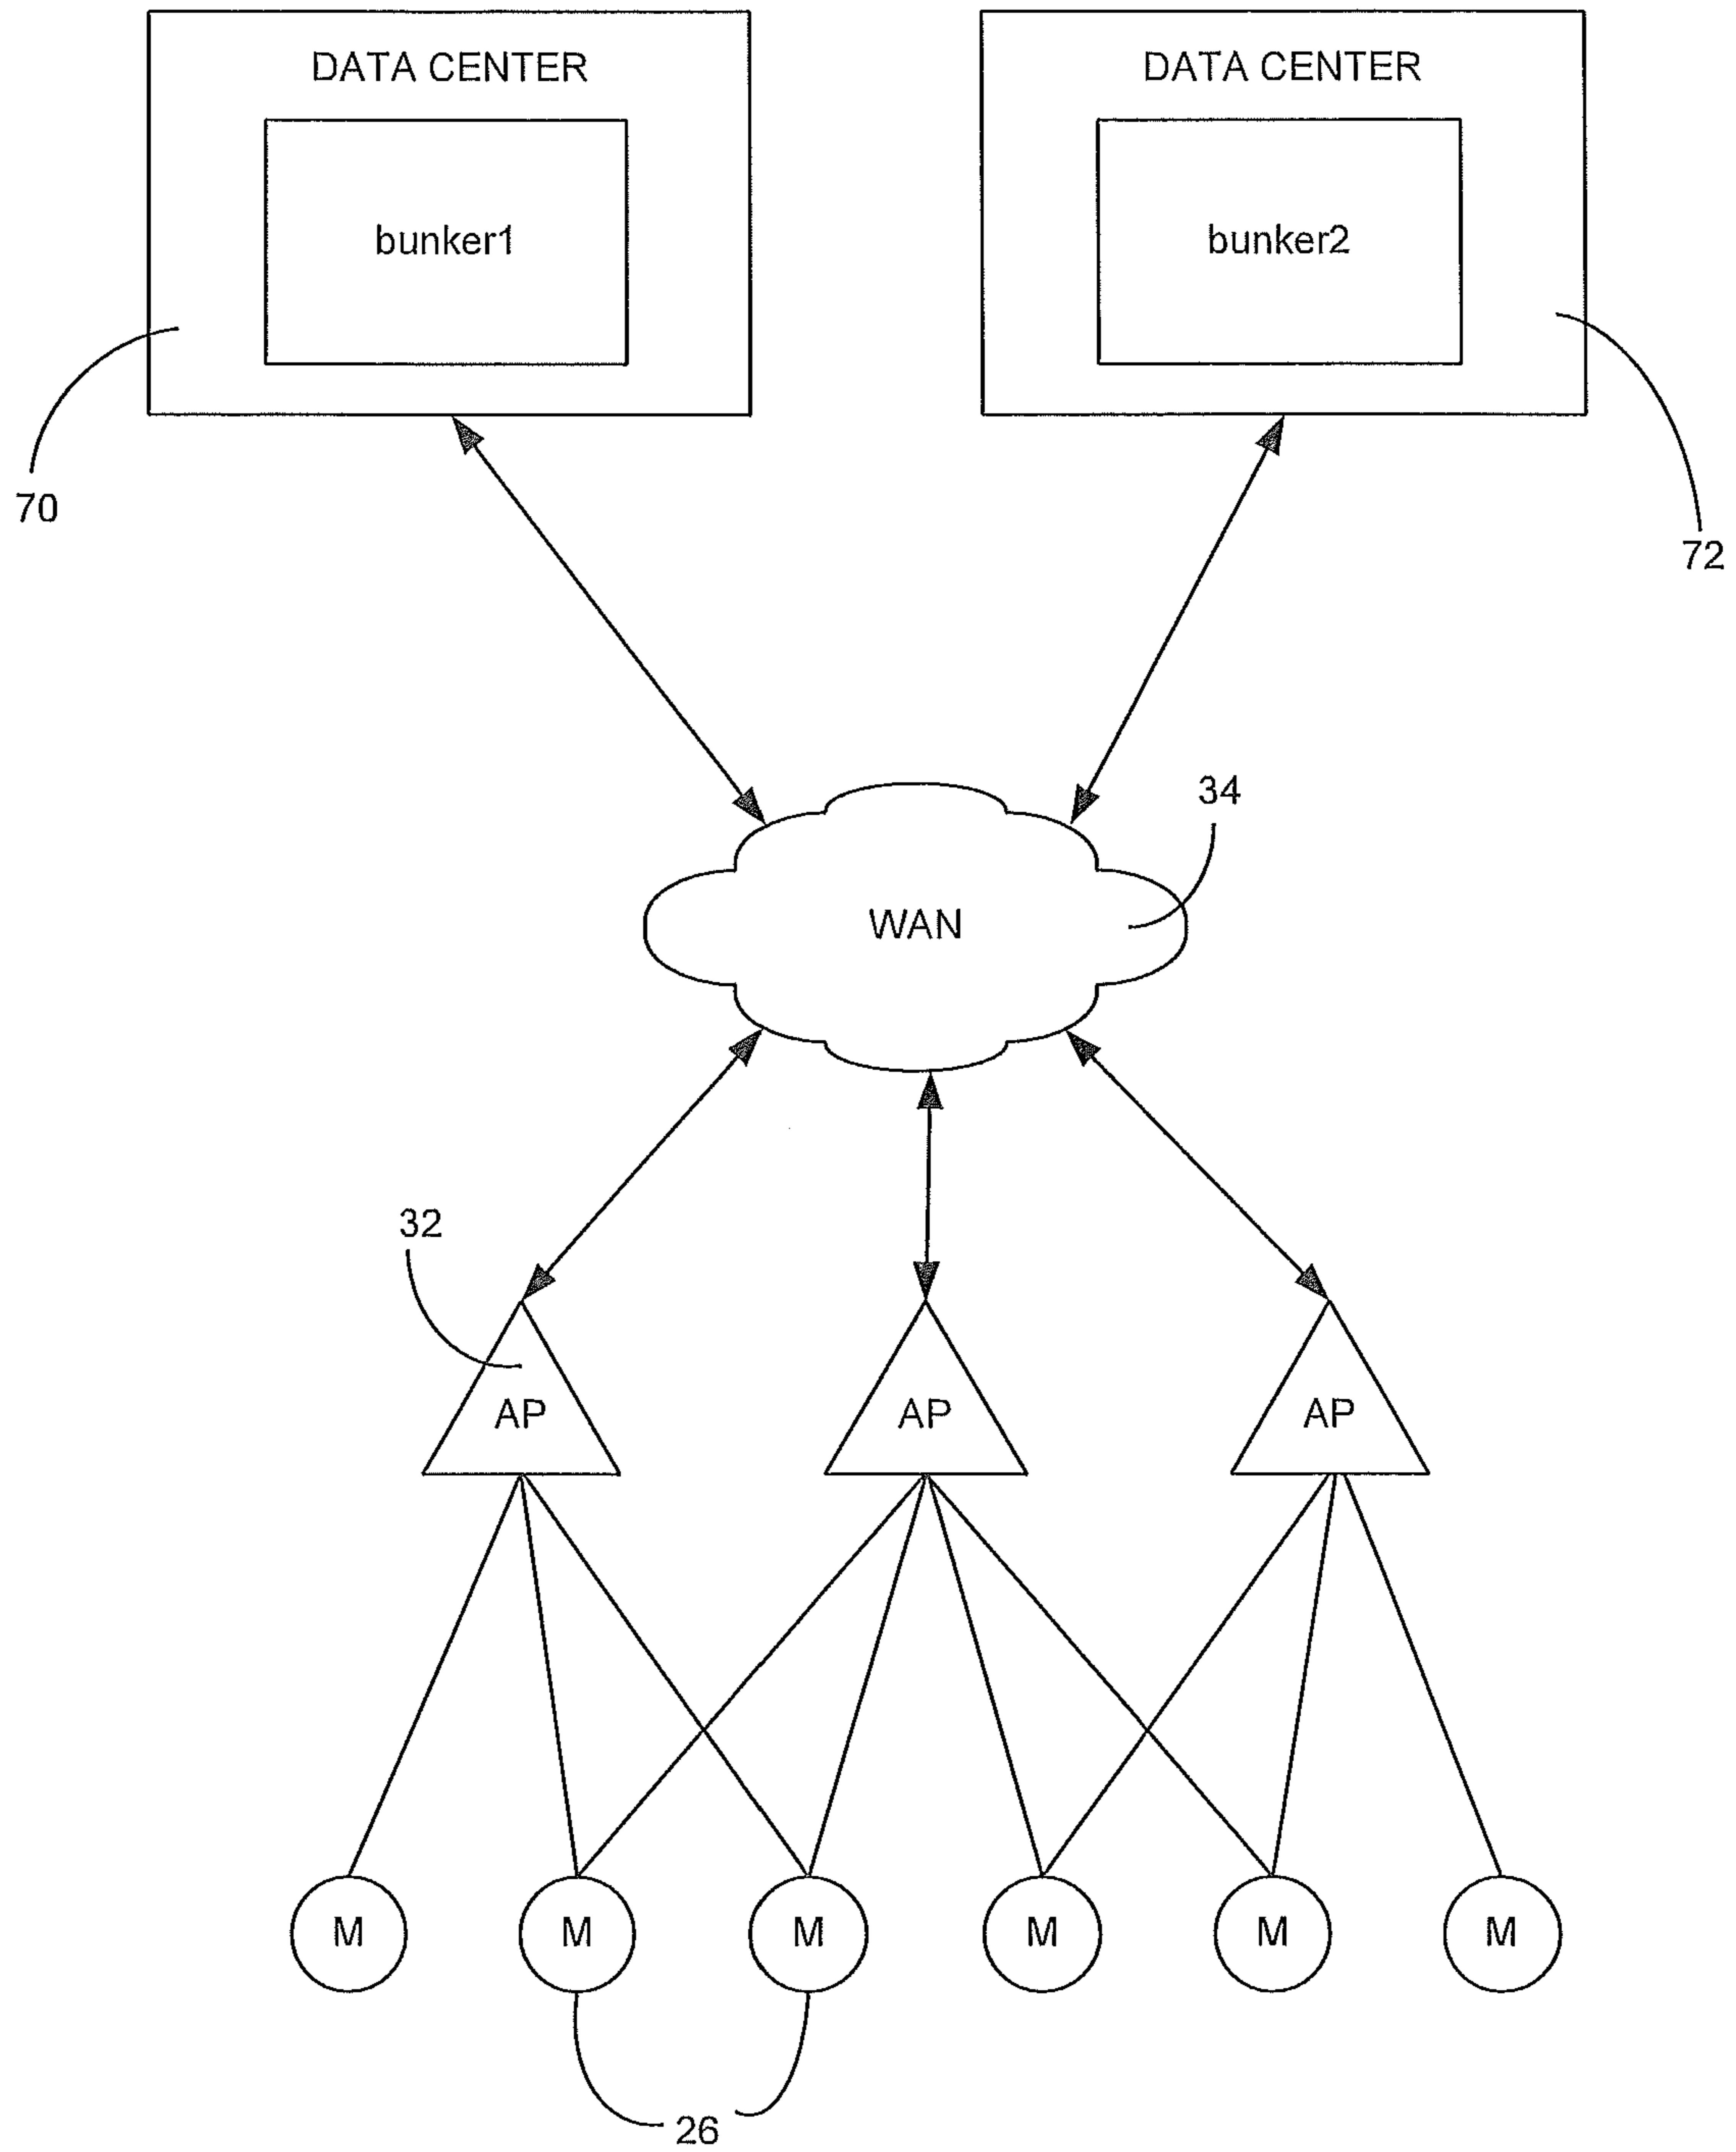 DATA CENTER
DATA CENTER
bunker1
bunker2
70
72
34
WAN
32
AP
AP
AP
M
M
M
M
M
M
26